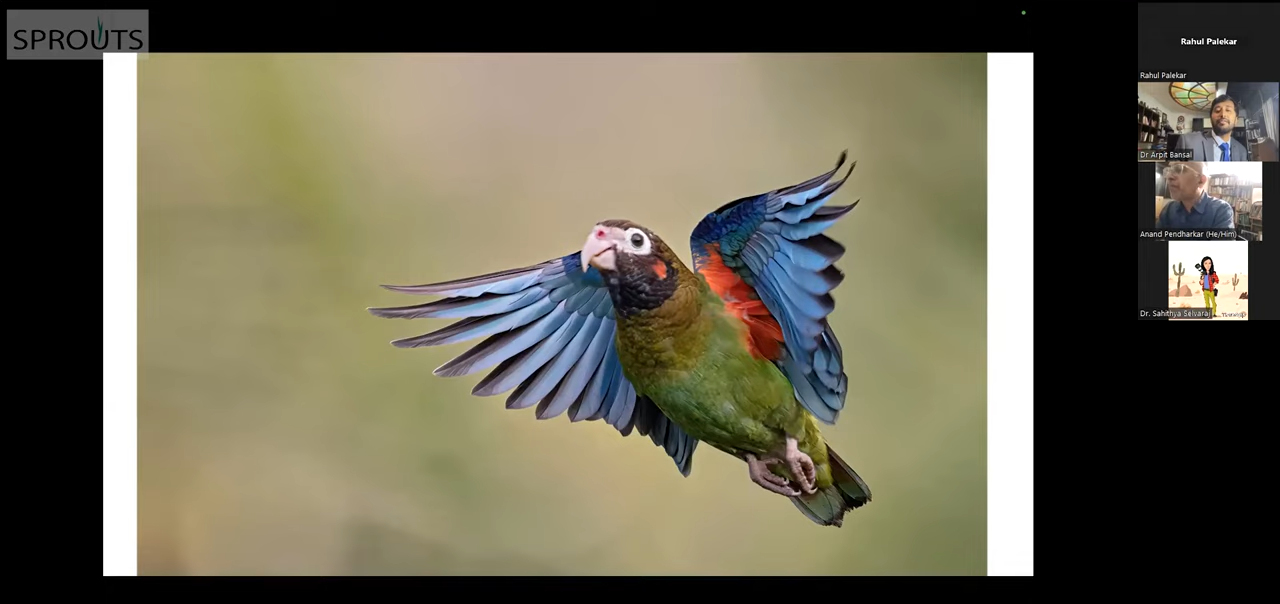 SPROUTS
Rahul Palekar
Rahul Palekar
Dr Arpit Bansal
Anand Pendharkar (He/Him)
Dr. Sahithya Selvaraj